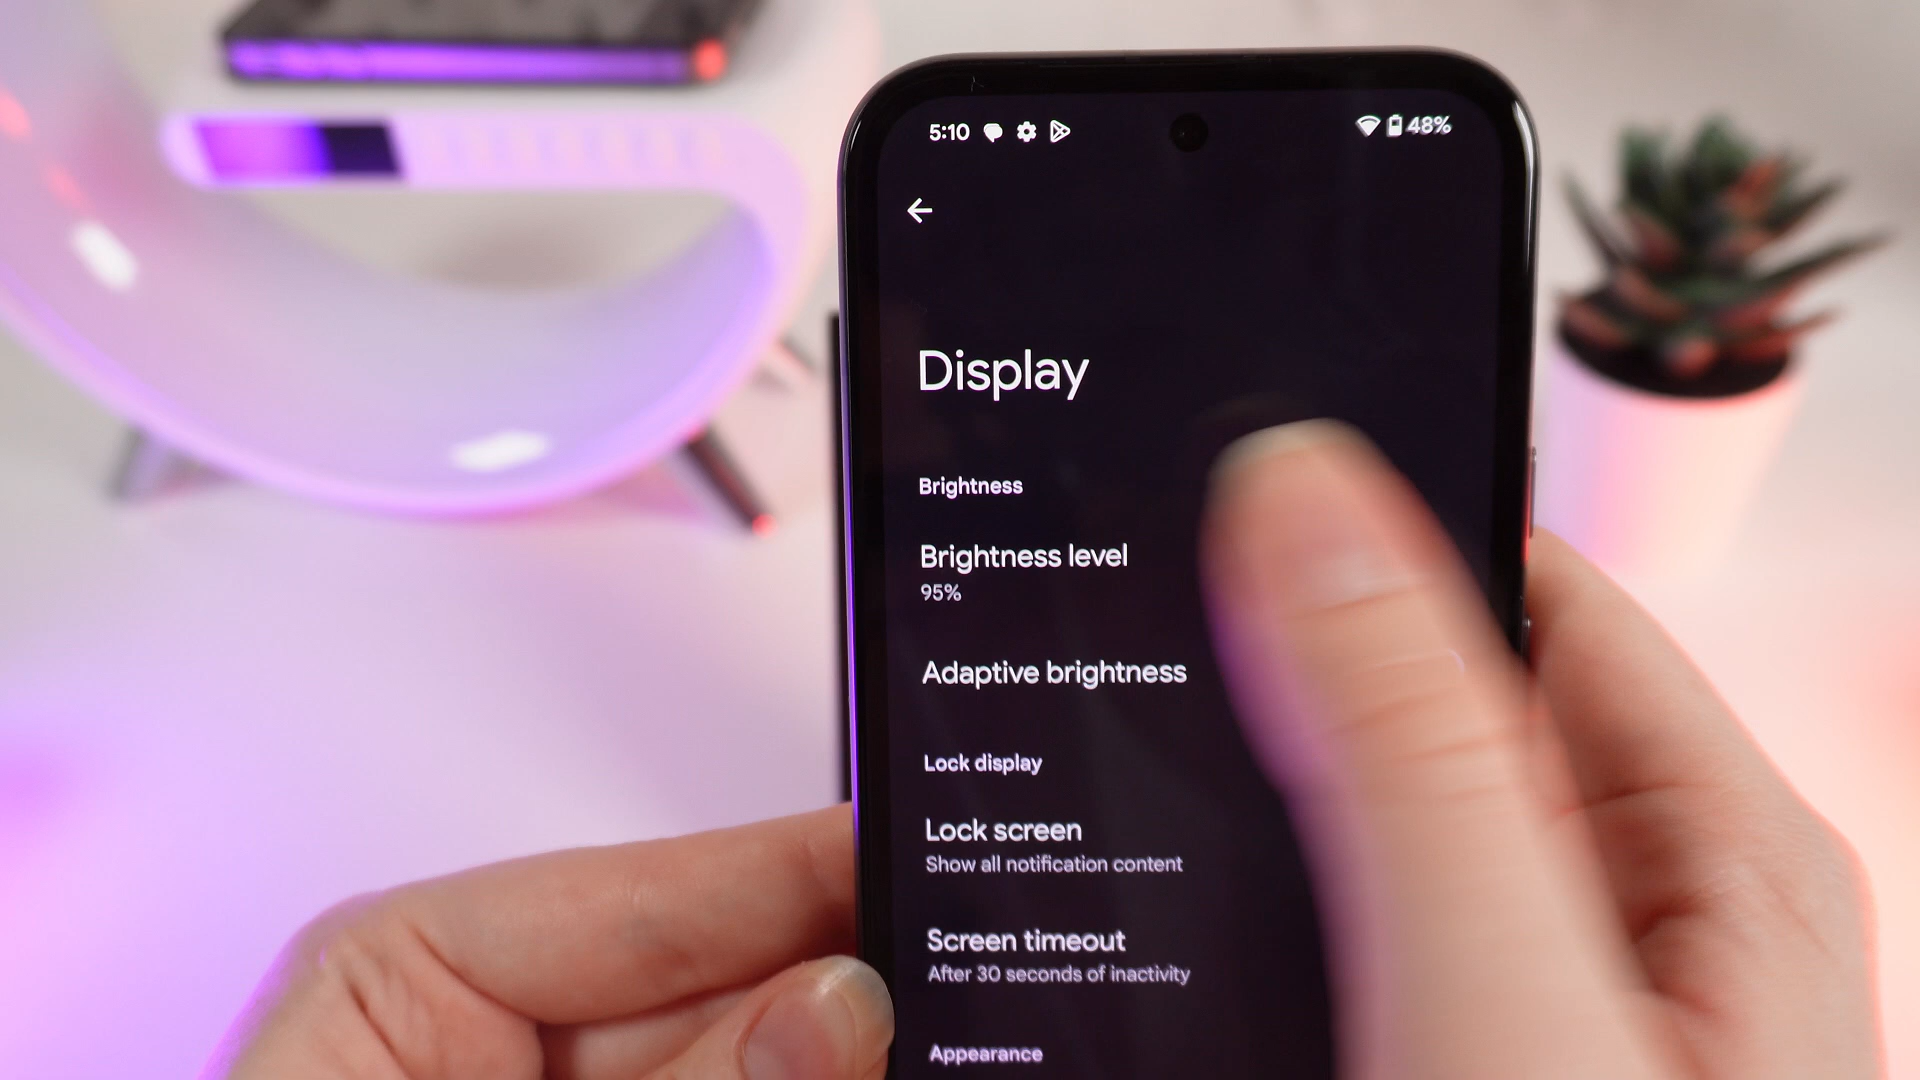 5:10 48%
Display
Brightness
Brightness level
95%
Adaptive brightness
Lock display
Lock screen
Show all notification content
Screen timeout
After 30 seconds of inactivity
Appearance